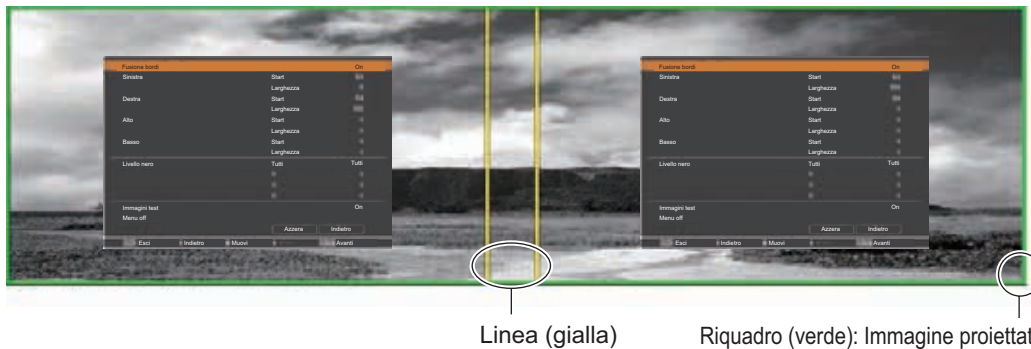 Fusione bordi On
Sinistra Start
Larghezza
Destra Start
Larghezza
Alto Start
Larghezza
Basso Start
Larghezza
Livello nero Tutti Tutti
Immagini test On
Menu off
Azzera Indietro
Esci Indietro Muovi Avanti
Fusione bordi On
Sinistra Start
Larghezza
Destra Start
Larghezza
Alto Start
Larghezza
Basso Start
Larghezza
Livello nero Tutti Tutti
Immagini test On
Menu off
Azzera Indietro
Esci Indietro Muovi Avanti
Linea (gialla)
Riquadro (verde): Immagine proiettat